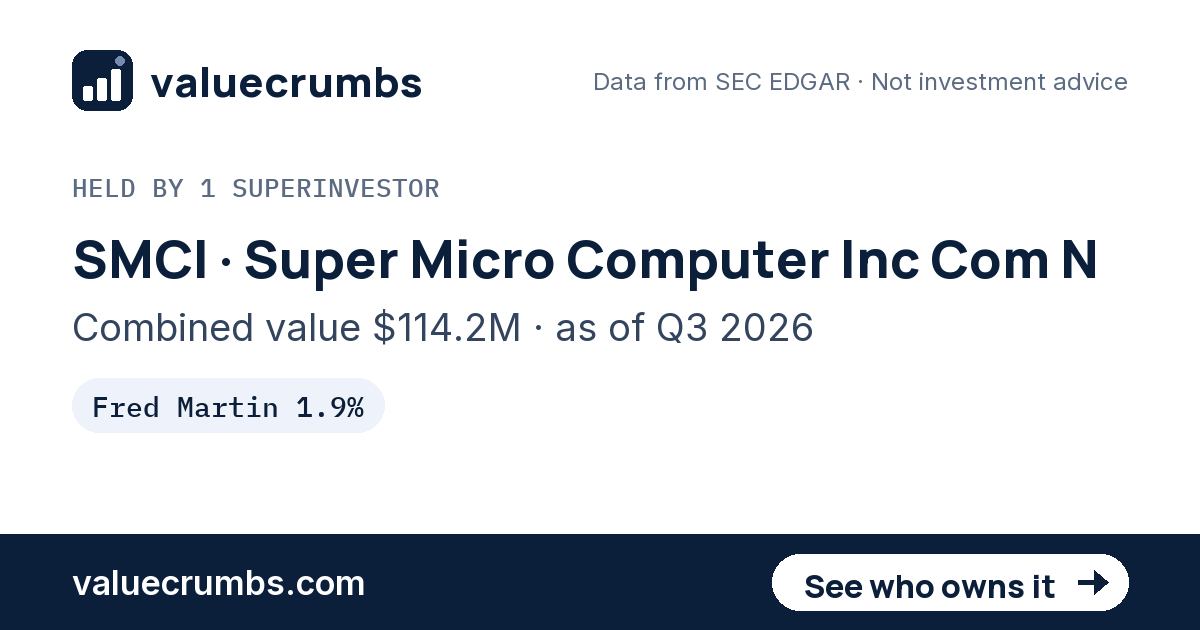 valuecrumbs
Data from SEC EDGAR · Not investment advice
HELD BY 1 SUPERINVESTOR
SMCI · Super Micro Computer Inc Com N
Combined value $114.2M · as of Q3 2026
Fred Martin 1.9%
valuecrumbs.com
See who owns it →